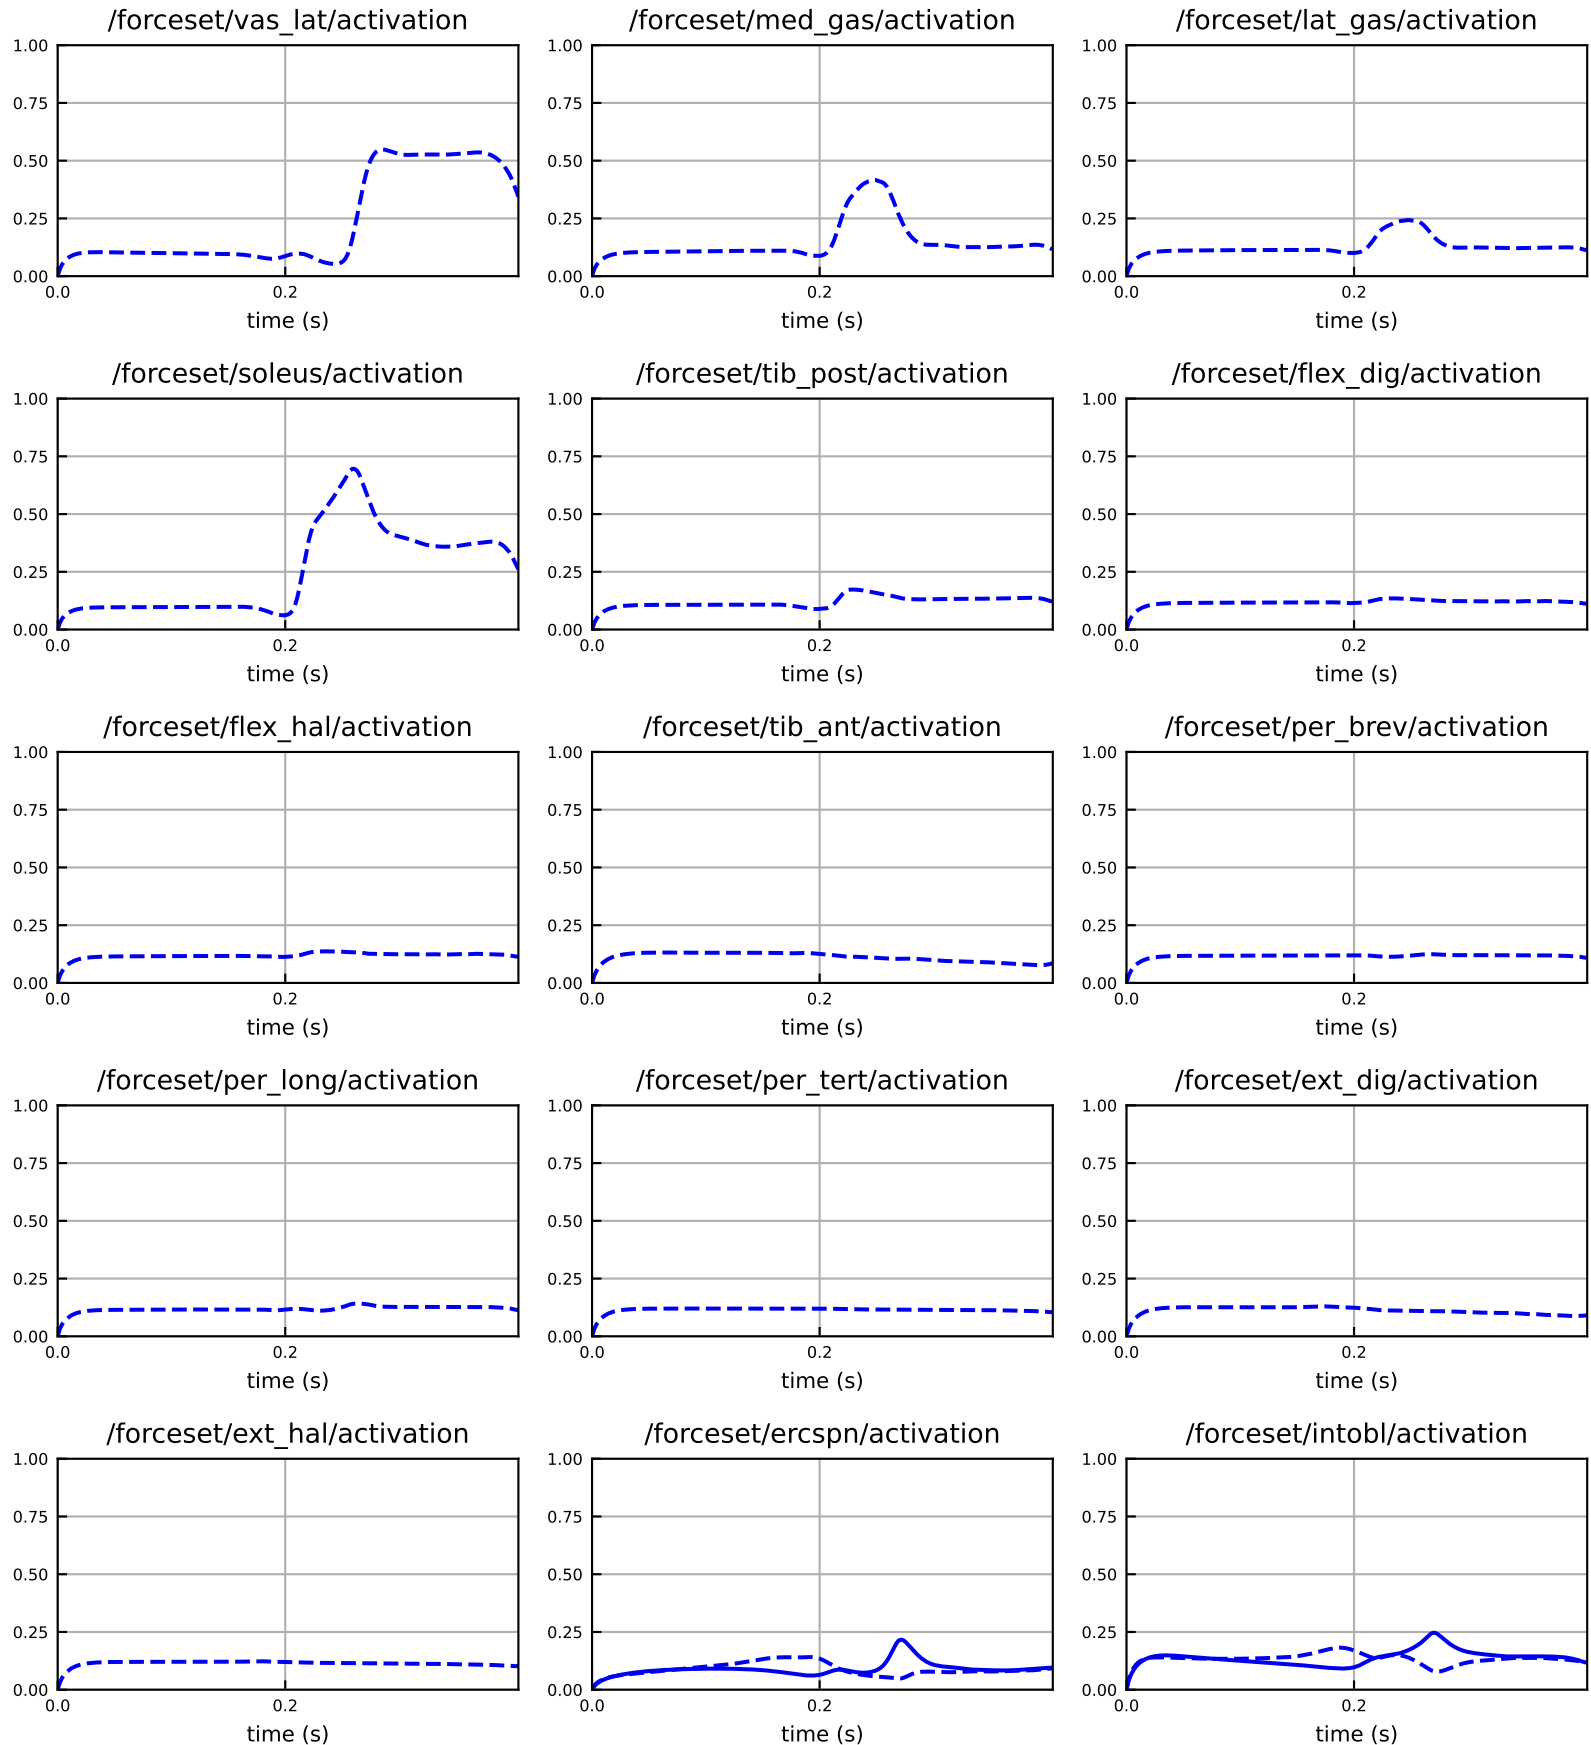 /forceset/vas_lat/activation /forceset/med_gas/activation /forceset/lat_gas/activation
1.00 1.00 1.00
0.75 0.75 0.75
0.50 0.50 0.50
0.25 0.25 0.25
0.00 0.00 0.00
0.0 0.2 0.0 0.2 0.0 0.2
time (s) time (s) time (s)
/forceset/soleus/activation /forceset/tib_post/activation /forceset/flex_dig/activation
1.00 1.00 1.00
0.75 0.75 0.75
0.50 0.50 0.50
0.25 0.25 0.25
0.00 0.00 0.00
0.0 0.2 0.0 0.2 0.0 0.2
time (s) time (s) time (s)
/forceset/flex_hal/activation /forceset/tib_ant/activation /forceset/per_brev/activation
1.00 1.00 1.00
0.75 0.75 0.75
0.50 0.50 0.50
0.25 0.25 0.25
0.00 0.00 0.00
0.0 0.2 0.0 0.2 0.0 0.2
time (s) time (s) time (s)
/forceset/per_long/activation /forceset/per_tert/activation /forceset/ext_dig/activation
1.00 1.00 1.00
0.75 0.75 0.75
0.50 0.50 0.50
0.25 0.25 0.25
0.00 0.00 0.00
0.0 0.2 0.0 0.2 0.0 0.2
time (s) time (s) time (s)
/forceset/ext_hal/activation /forceset/ercspn/activation /forceset/intobl/activation
1.00 1.00 1.00
0.75 0.75 0.75
0.50 0.50 0.50
0.25 0.25 0.25
0.00 0.00 0.00
0.0 0.2 0.0 0.2 0.0 0.2
time (s) time (s) time (s)